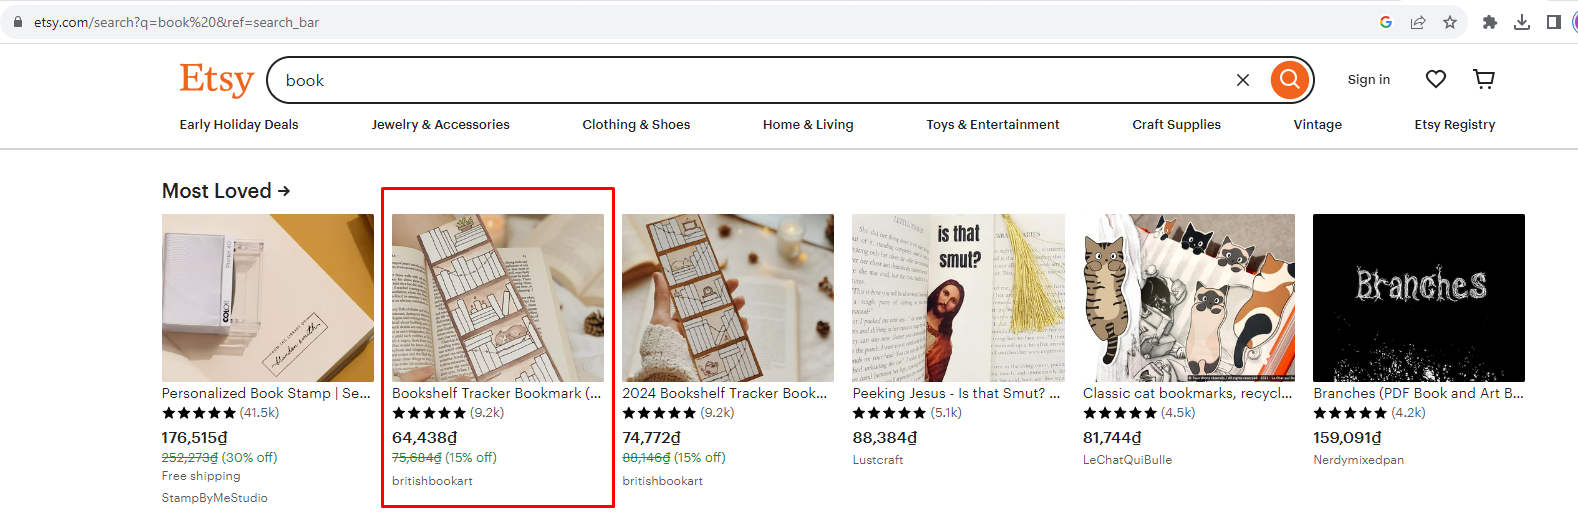 etsy.com/search?q=book%20&ref=search_bar
Etsy
book
Sign in
Early Holiday Deals
Jewelry & Accessories
Clothing & Shoes
Home & Living
Toys & Entertainment
Craft Supplies
Vintage
Etsy Registry
Most Loved →
Personalized Book Stamp | Se...
(41.5k)
176,515₫
252,273₫ (30% off)
Free shipping
StampByMeStudio
Bookshelf Tracker Bookmark (...
(9.2k)
64,438₫
75,684₫ (15% off)
britishbookart
2024 Bookshelf Tracker Book...
(9.2k)
74,772₫
88,146₫ (15% off)
britishbookart
is that
smut?
Peeking Jesus - Is that Smut? ...
(5.1k)
88,384₫
Lustcraft
Classic cat bookmarks, recycl...
(4.5k)
81,744₫
LeChatQuiBulle
Branches
Branches (PDF Book and Art B...
(4.2k)
159,091₫
Nerdymixedpan